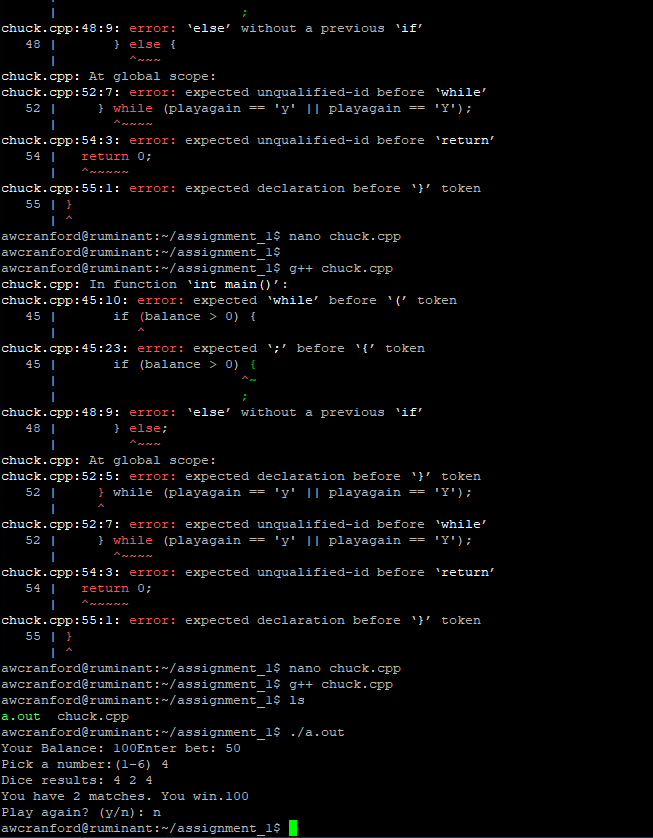 |                       ;
chuck.cpp:48:9: error: ‘else’ without a previous ‘if’
   48 |       } else {
      |         ^~~~
chuck.cpp: At global scope:
chuck.cpp:52:7: error: expected unqualified-id before ‘while’
   52 |     } while (playagain == 'y' || playagain == 'Y');
      |       ^~~~~
chuck.cpp:54:3: error: expected unqualified-id before ‘return’
   54 |   return 0;
      |   ^~~~~~
chuck.cpp:55:1: error: expected declaration before ‘}’ token
   55 | }
      | ^
awcranford@ruminant:~/assignment_1$ nano chuck.cpp
awcranford@ruminant:~/assignment_1$
awcranford@ruminant:~/assignment_1$ g++ chuck.cpp
chuck.cpp: In function ‘int main()’:
chuck.cpp:45:10: error: expected ‘while’ before ‘(’ token
   45 |       if (balance > 0) {
      |          ^
chuck.cpp:45:23: error: expected ‘;’ before ‘{’ token
   45 |       if (balance > 0) {
      |                       ^~
      |                       ;
chuck.cpp:48:9: error: ‘else’ without a previous ‘if’
   48 |       } else;
      |         ^~~~
chuck.cpp: At global scope:
chuck.cpp:52:5: error: expected declaration before ‘}’ token
   52 |     } while (playagain == 'y' || playagain == 'Y');
      |     ^
chuck.cpp:52:7: error: expected unqualified-id before ‘while’
   52 |     } while (playagain == 'y' || playagain == 'Y');
      |       ^~~~~
chuck.cpp:54:3: error: expected unqualified-id before ‘return’
   54 |   return 0;
      |   ^~~~~~
chuck.cpp:55:1: error: expected declaration before ‘}’ token
   55 | }
      | ^
awcranford@ruminant:~/assignment_1$ nano chuck.cpp
awcranford@ruminant:~/assignment_1$ g++ chuck.cpp
awcranford@ruminant:~/assignment_1$ ls
a.out  chuck.cpp
awcranford@ruminant:~/assignment_1$ ./a.out
Your Balance: 100Enter bet: 50
Pick a number:(1-6) 4
Dice results: 4 2 4
You have 2 matches. You win.100
Play again? (y/n): n
awcranford@ruminant:~/assignment_1$